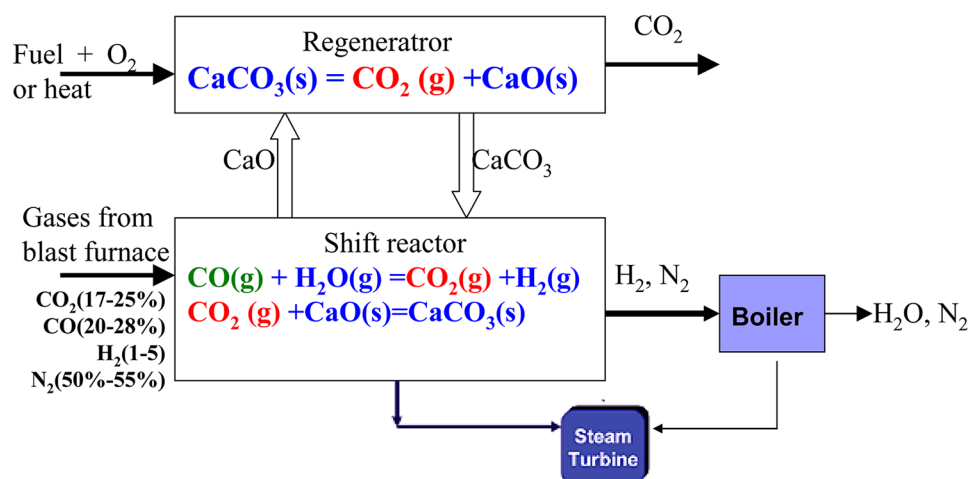 Fuel + O₂
or heat
Regeneratror
CaCO₃(s) = CO₂ (g) +CaO(s)
CO₂
CaO
CaCO₃
Gases from
blast furnace
CO₂(17-25%)
CO(20-28%)
H₂(1-5)
N₂(50%-55%)
Shift reactor
CO(g) + H₂O(g) =CO₂(g) +H₂(g)
CO₂ (g) +CaO(s)=CaCO₃(s)
H₂, N₂
Boiler
H₂O, N₂
Steam
Turbine